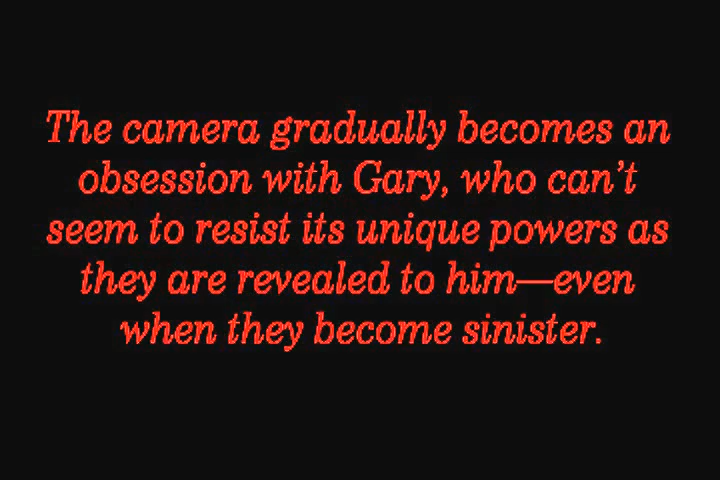 The camera gradually becomes an
obsession with Gary, who can’t
seem to resist its unique powers as
they are revealed to him—even
when they become sinister.